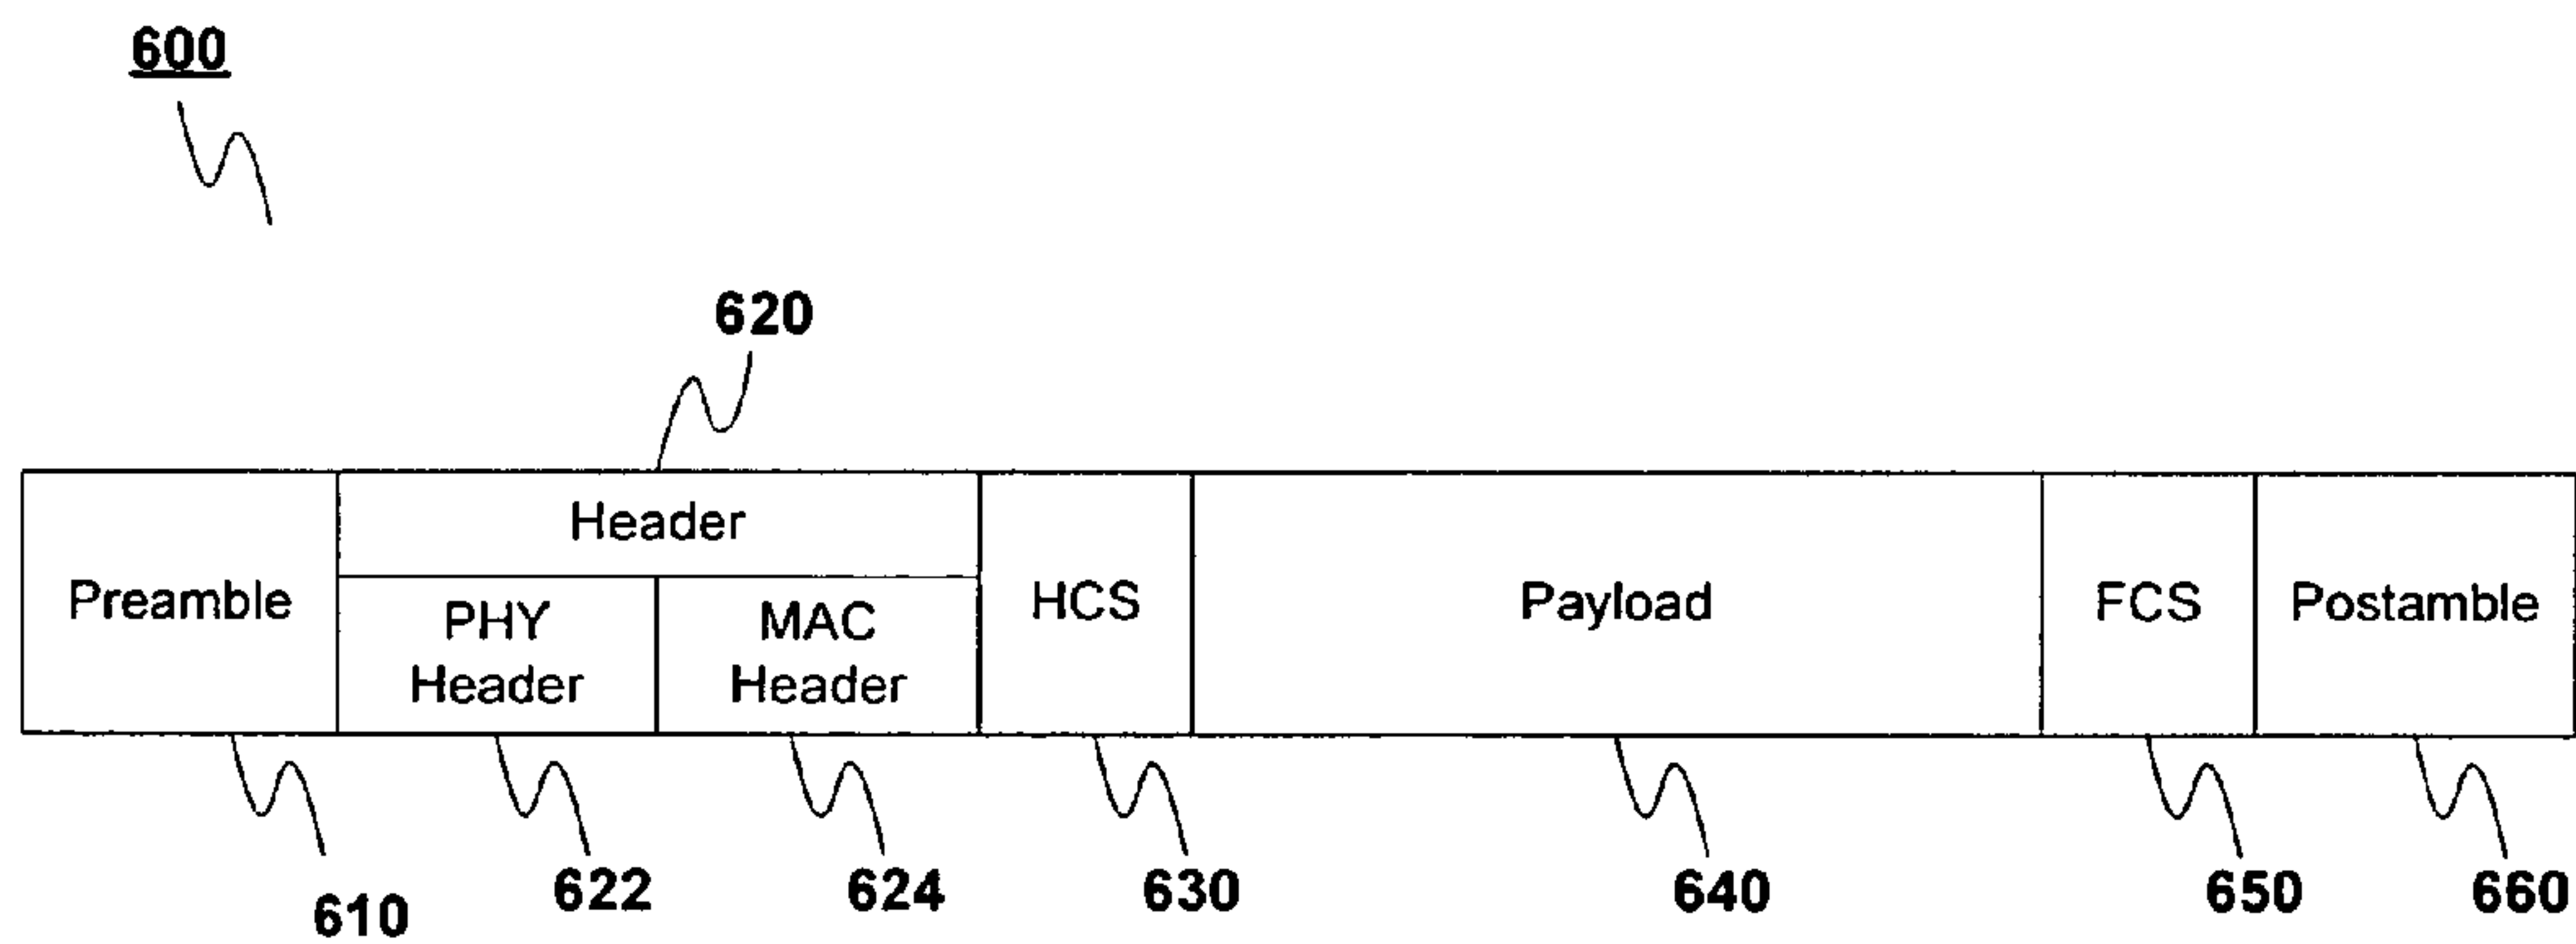 600
620
Preamble
Header
PHY
Header
MAC
Header
HCS
Payload
FCS
Postamble
610
622
624
630
640
650
660